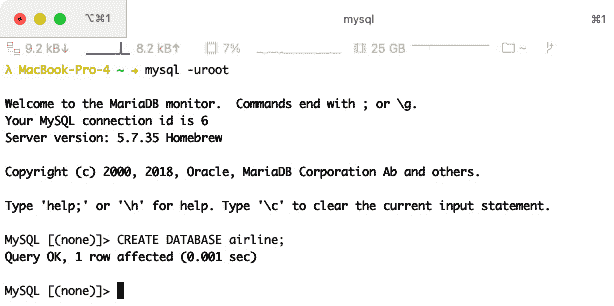 ⌥⌘1 mysql ⌘1
9.2 kB↓ 8.2 kB↑ 7% 25 GB ~
λ MacBook-Pro-4 ~ → mysql -uroot
Welcome to the MariaDB monitor.  Commands end with ; or \g.
Your MySQL connection id is 6
Server version: 5.7.35 Homebrew
Copyright (c) 2000, 2018, Oracle, MariaDB Corporation Ab and others.
Type 'help;' or '\h' for help. Type '\c' to clear the current input statement.
MySQL [(none)]> CREATE DATABASE airline;
Query OK, 1 row affected (0.001 sec)
MySQL [(none)]>